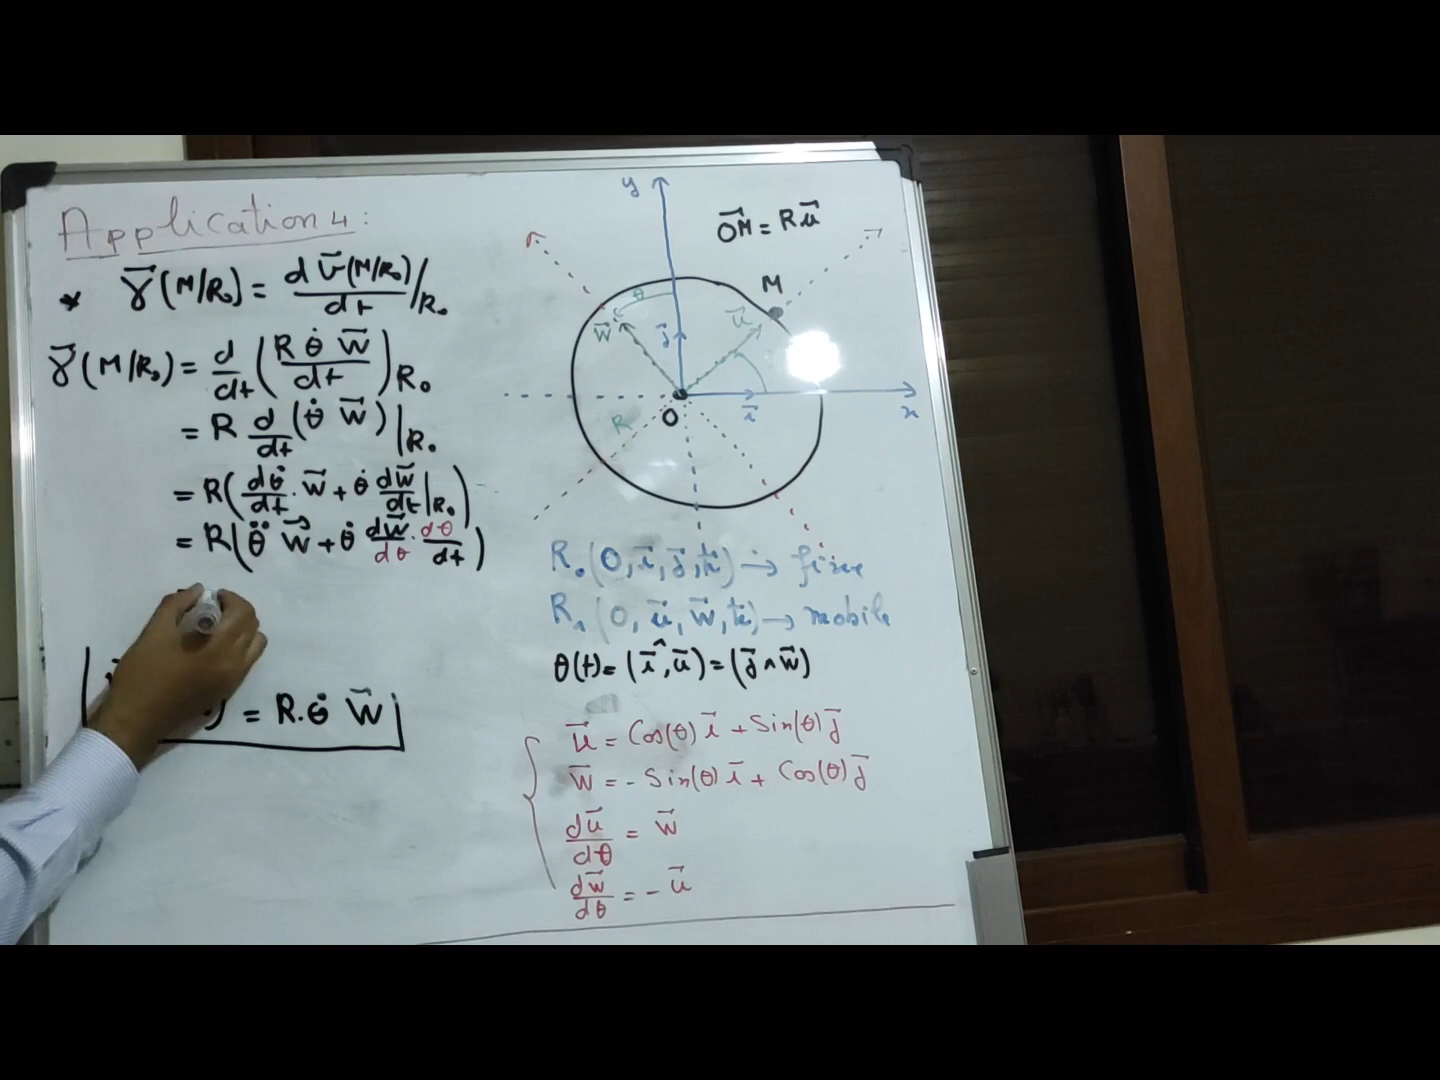 Application 4 :
* γ⃗ (M/R₀) = d V⃗(M/R₀) / dt /R₀
γ⃗ (M/R₀) = d/dt ( R θ̇ W⃗ / dt ) R₀
= R d/dt (θ̇ W⃗) |R₀
= R ( dθ̇/dt . W⃗ + θ̇ dW⃗/dt |R₀ )
= R ( θ̈ W⃗ + θ̇ dW⃗/dθ . dθ/dt )
) = R.θ̇ W⃗
y
OM⃗ = R u⃗
M
θ
W⃗
j⃗
u⃗
R
O
i⃗
x
R₀ (O, i⃗, j⃗, k⃗) → fixe
R₁ (O, u⃗, W⃗, k⃗) → mobile
θ(t) = (i⃗ ^, u⃗) = (j⃗ ∧ W⃗)
u⃗ = Cos(θ) i⃗ + Sin(θ) j⃗
W⃗ = - Sin(θ) i⃗ + Cos(θ) j⃗
du⃗/dθ = W⃗
dW⃗/dθ = - u⃗